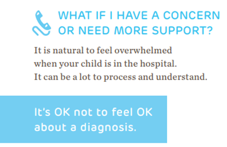 WHAT IF I HAVE A CONCERN
OR NEED MORE SUPPORT?
It is natural to feel overwhelmed
when your child is in the hospital.
It can be a lot to process and understand.
It's OK not to feel OK
about a diagnosis.